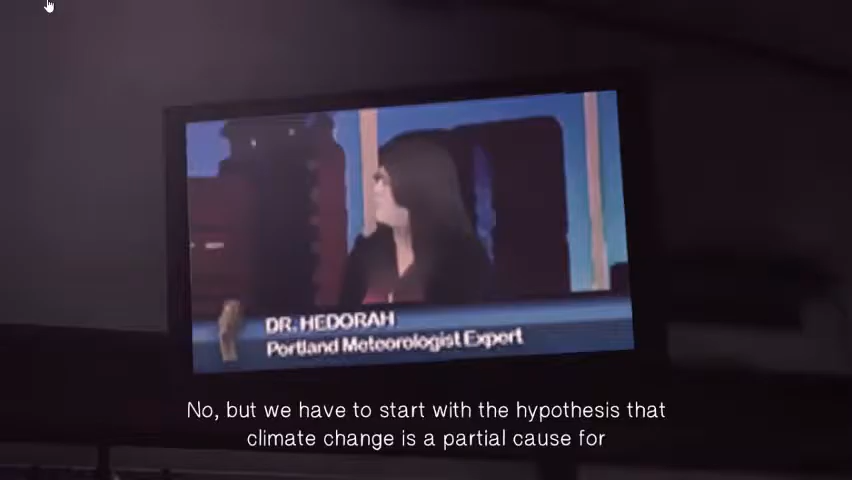 DR. HEDORAH
Portland Meteorologist Expert
No, but we have to start with the hypothesis that
climate change is a partial cause for